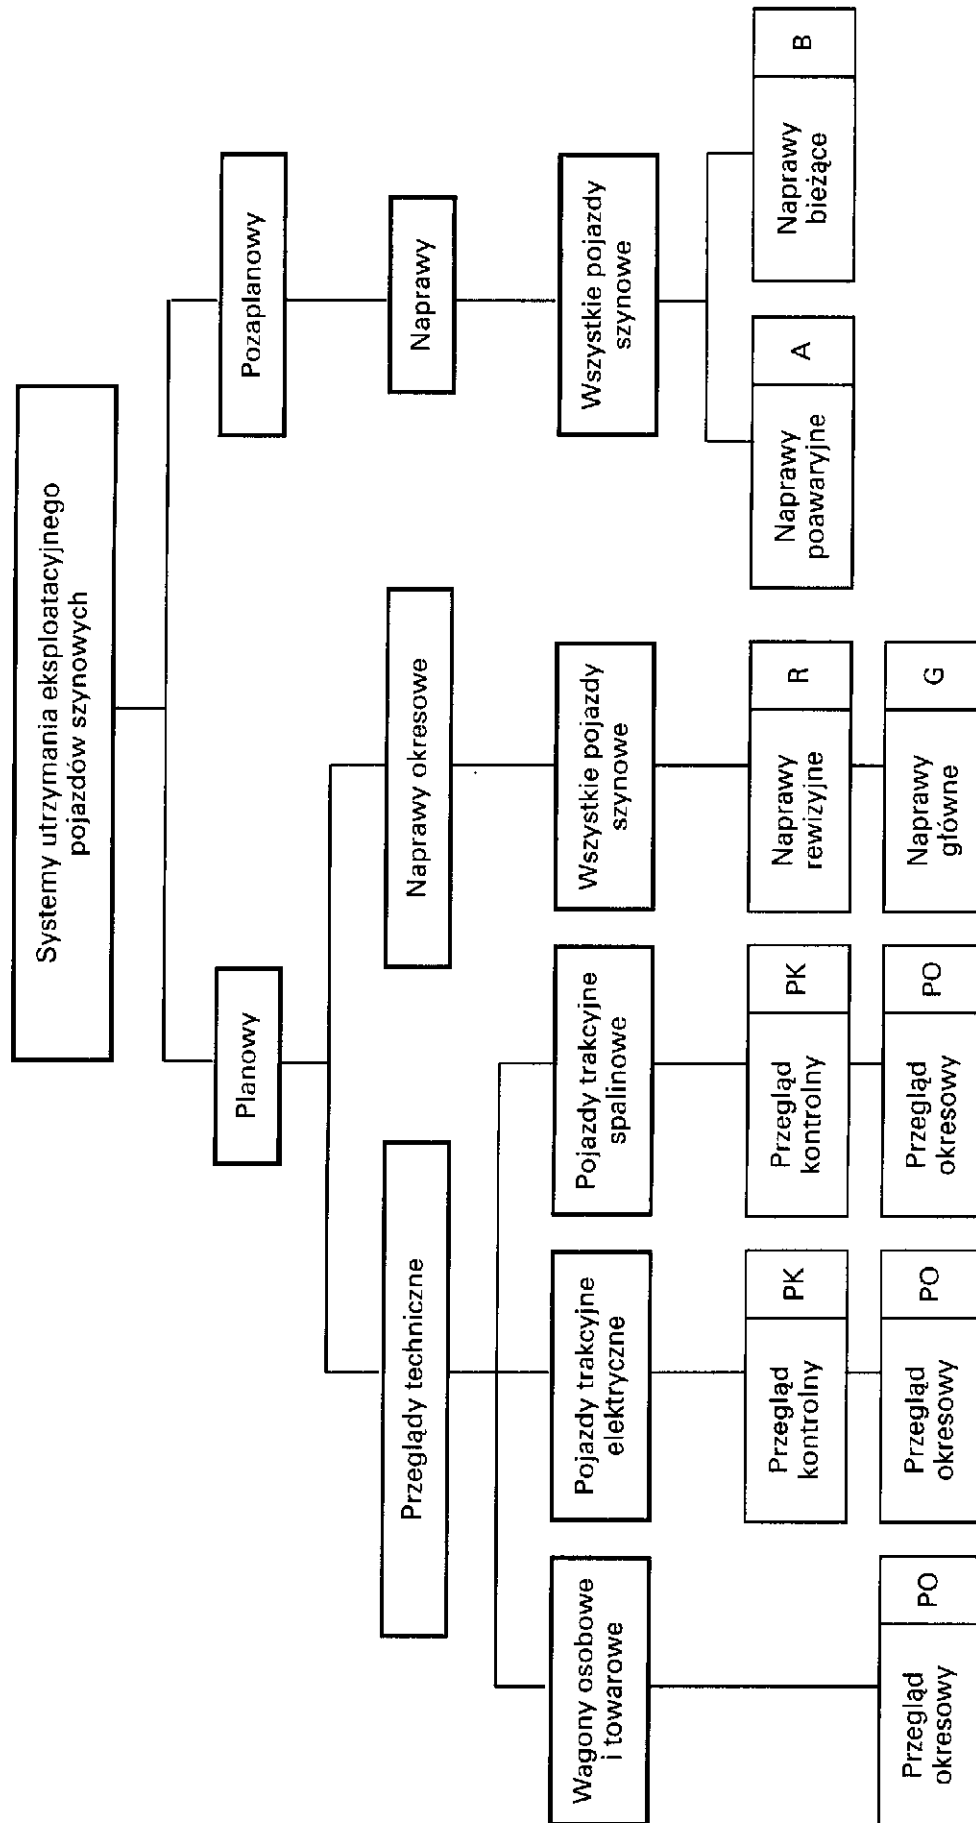 Systemy utrzymania eksploatacyjnego
pojazdów szynowych
Planowy
Pozaplanowy
Przeglądy techniczne
Naprawy okresowe
Naprawy
Wagony osobowe
i towarowe
Pojazdy trakcyjne
elektryczne
Pojazdy trakcyjne
spalinowe
Wszystkie pojazdy
szynowe
Wszystkie pojazdy
szynowe
Przegląd
kontrolny
PK
Przegląd
kontrolny
PK
Naprawy
rewizyjne
R
Naprawy
poawaryjne
A
Naprawy
bieżące
B
Przegląd
okresowy
PO
Przegląd
okresowy
PO
Przegląd
okresowy
PO
Naprawy
główne
G